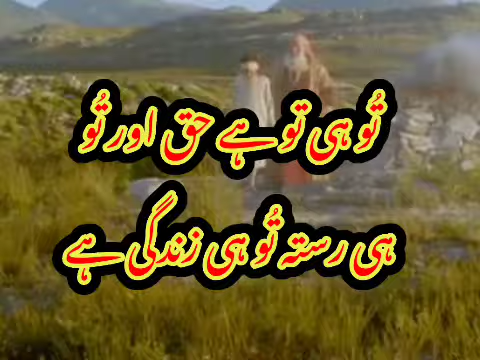 تُو ہی تو ہے حق اور تُو
ہی رستہ تُو ہی زندگی ہے